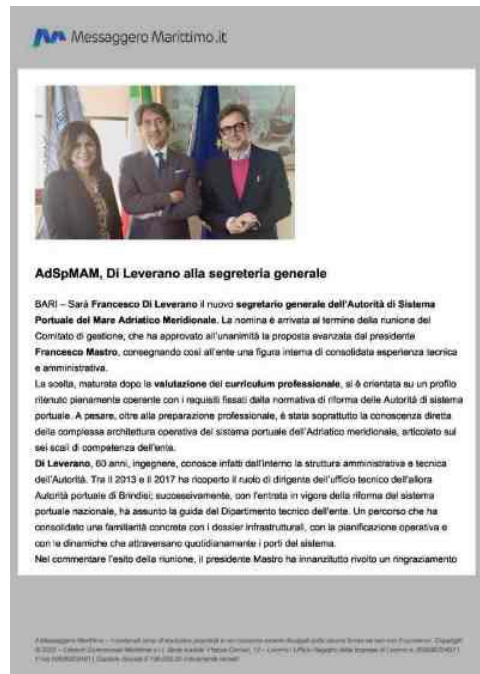 Messaggero Marittimo.it
AdSpMAM, Di Leverano alla segreteria generale
BARI – Sarà Francesco Di Leverano il nuovo segretario generale dell'Autorità di Sistema
Portuale del Mare Adriatico Meridionale. La nomina è arrivata al termine della riunione del
Comitato di gestione, che ha approvato all'unanimità la proposta avanzata dal presidente
Francesco Mastro, consegnando così all'ente una figura interna di consolidata esperienza tecnica
e amministrativa.
La scelta, maturata dopo la valutazione del curriculum professionale, si è orientata su un profilo
ritenuto pienamente coerente con i requisiti fissati dalla normativa di riforma delle Autorità di sistema
portuale. A pesare, oltre alla preparazione professionale, è stata soprattutto la conoscenza diretta
della complessa architettura operativa del sistema portuale dell'Adriatico meridionale, articolato sui
sei scali di competenza dell'ente.
Di Leverano, 60 anni, ingegnere, conosce infatti dall'interno la struttura amministrativa e tecnica
dell'Autorità. Tra il 2013 e il 2017 ha ricoperto il ruolo di dirigente dell'ufficio tecnico dell'allora
Autorità portuale di Brindisi; successivamente, con l'entrata in vigore della riforma del sistema
portuale nazionale, ha assunto la guida del Dipartimento tecnico dell'ente. Un percorso che ha
consolidato una familiarità concreta con i dossier infrastrutturali, con la pianificazione operativa e
con le dinamiche che attraversano quotidianamente i porti del sistema.
Nel commentare l'esito della riunione, il presidente Mastro ha innanzitutto rivolto un ringraziamento